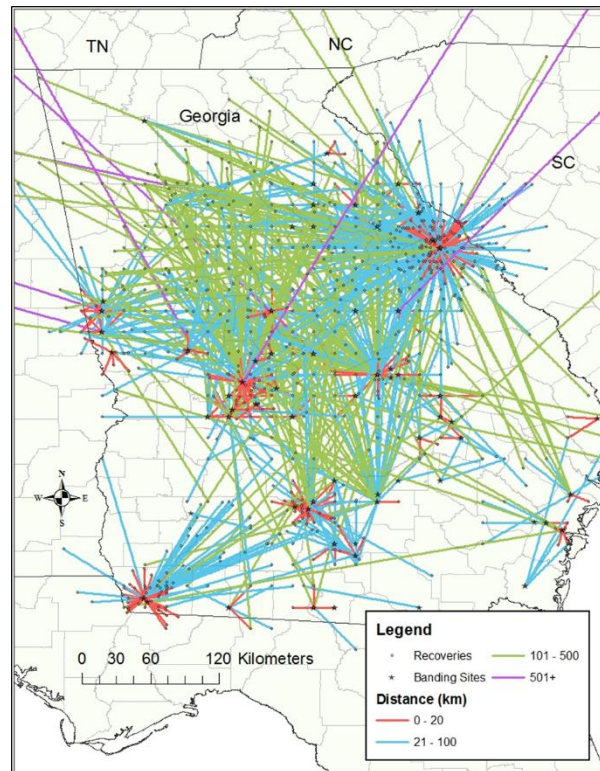 TN
NC
Georgia
SC
N
W E
S
0 30 60 120 Kilometers
Legend
Recoveries
Banding Sites
Distance (km)
0 - 20
21 - 100
101 - 500
501+